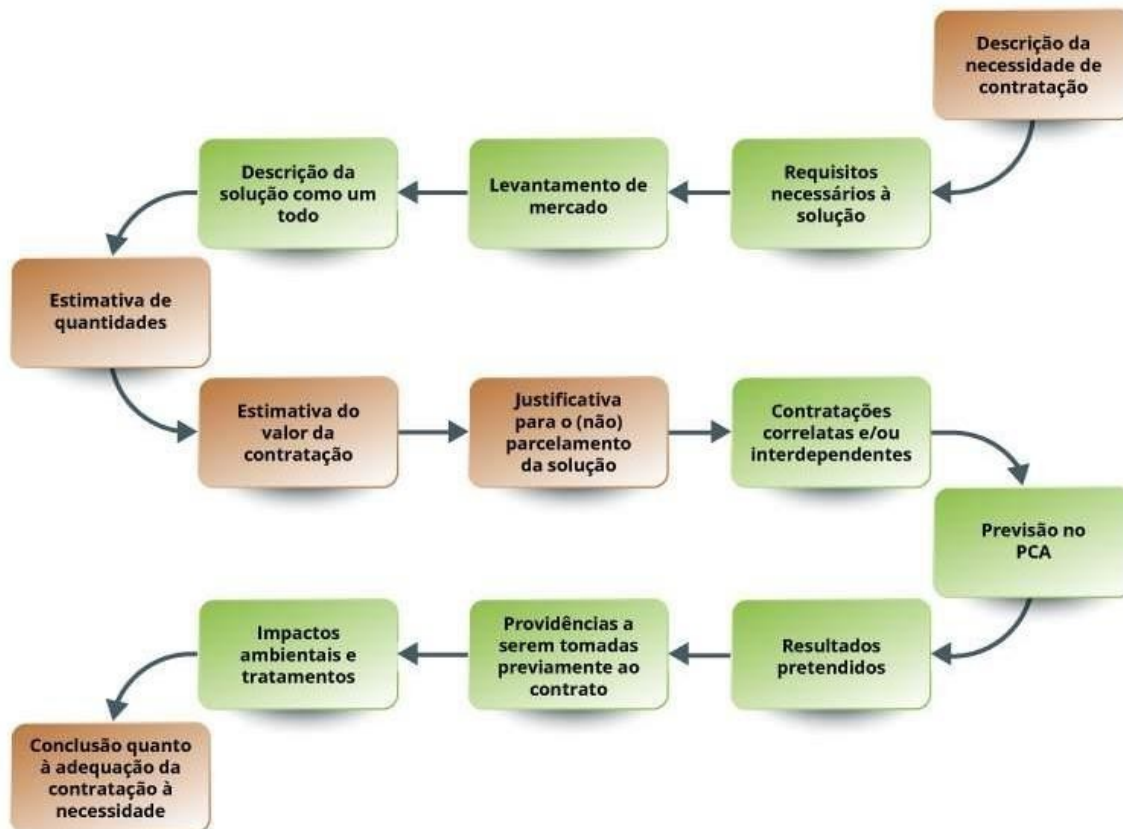 Descrição da
necessidade de
contratação
Requisitos
necessários à
solução
Levantamento de
mercado
Descrição da
solução como um
todo
Estimativa de
quantidades
Estimativa do
valor da
contratação
Justificativa
para o (não)
parcelamento
da solução
Contratações
correlatas e/ou
interdependentes
Previsão no
PCA
Resultados
pretendidos
Providências a
serem tomadas
previamente ao
contrato
Impactos
ambientais e
tratamentos
Conclusão quanto
à adequação da
contratação à
necessidade